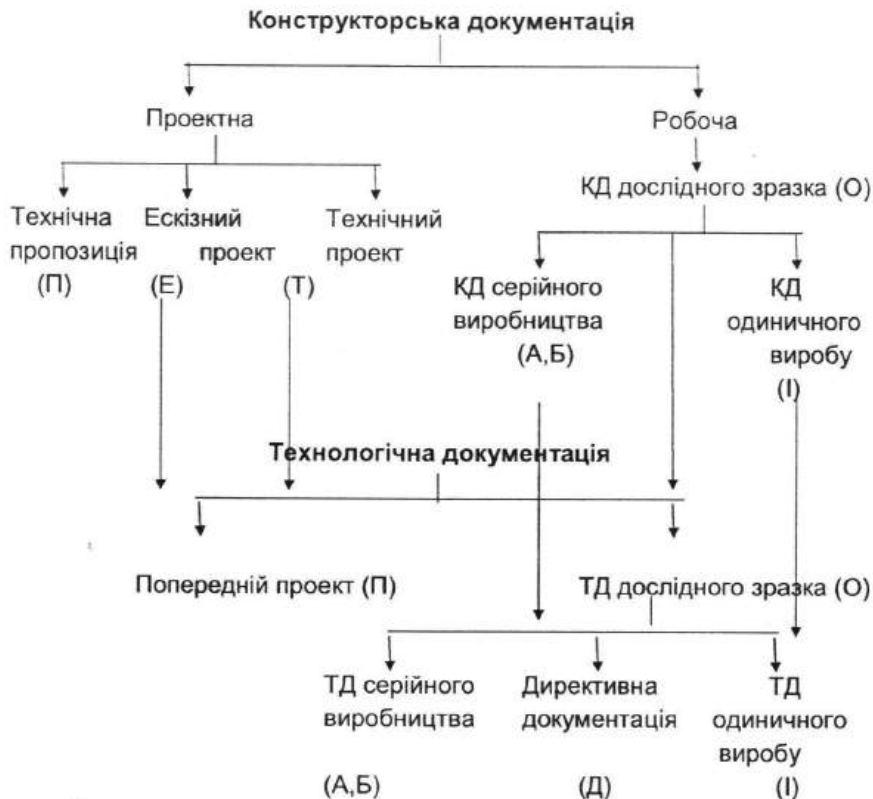 Конструкторська документація
Проектна Робоча
КД дослідного зразка (О)
Технічна Ескізний Технічний
пропозиція проект проект
(П) (Е) (Т)
КД серійного КД
виробництва одиничного
(А,Б) виробу
(І)
Технологічна документація
Попередній проект (П) ТД дослідного зразка (О)
ТД серійного Директивна ТД
виробництва документація одиничного
виробу
(А,Б) (Д) (І)